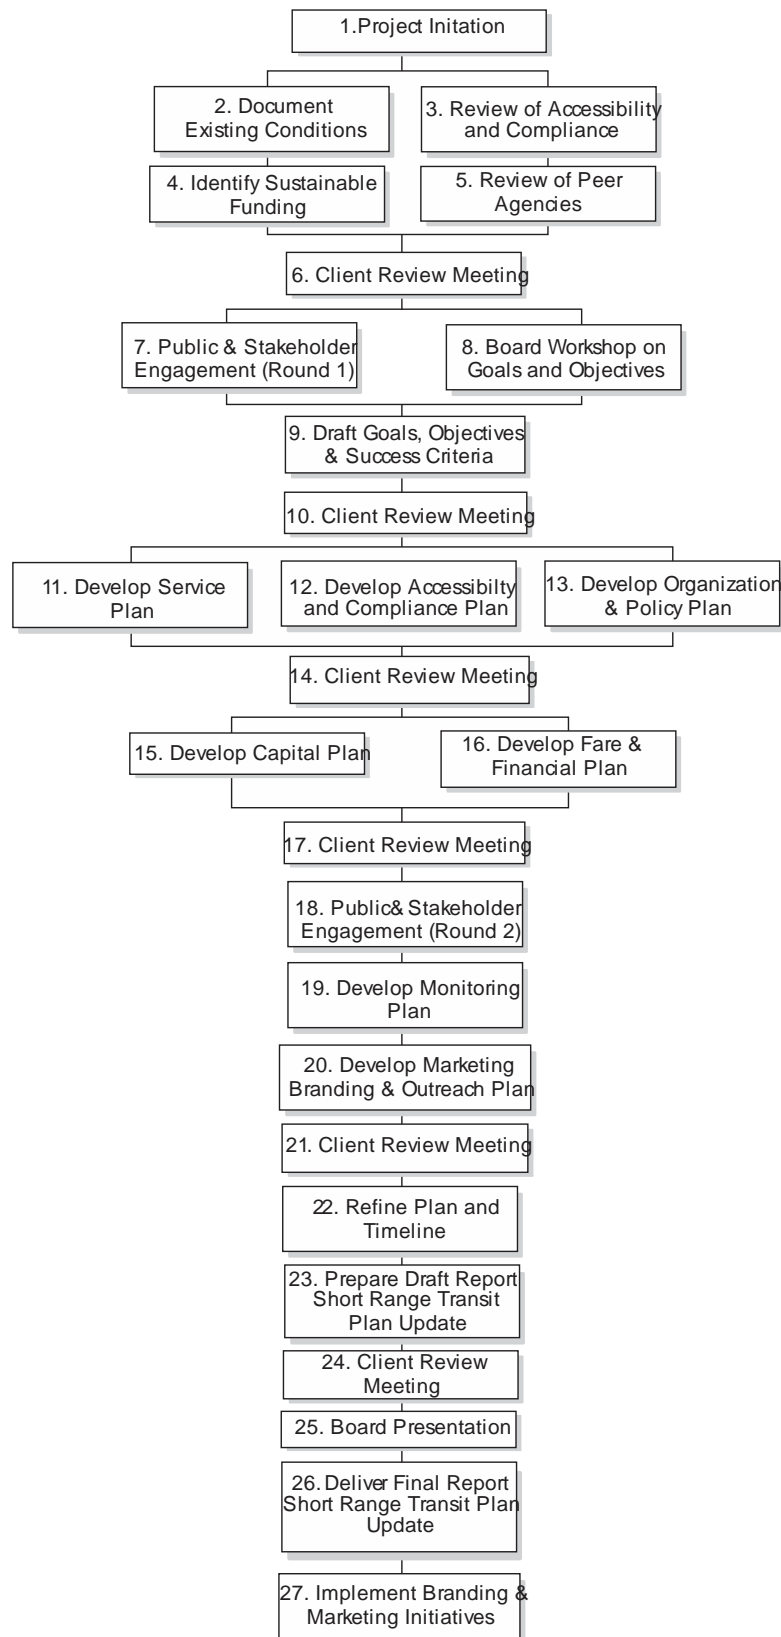 1.Project Initation
2. Document
Existing Conditions
3. Review of Accessibility
and Compliance
4. Identify Sustainable
Funding
5. Review of Peer
Agencies
6. Client Review Meeting
7. Public & Stakeholder
Engagement (Round 1)
8. Board Workshop on
Goals and Objectives
9. Draft Goals, Objectives
& Success Criteria
10. Client Review Meeting
11. Develop Service
Plan
12. Develop Accessibilty
and Compliance Plan
13. Develop Organization
& Policy Plan
14. Client Review Meeting
15. Develop Capital Plan
16. Develop Fare &
Financial Plan
17. Client Review Meeting
18. Public& Stakeholder
Engagement (Round 2)
19. Develop Monitoring
Plan
20. Develop Marketing
Branding & Outreach Plan
21. Client Review Meeting
22. Refine Plan and
Timeline
23. Prepare Draft Report
Short Range Transit
Plan Update
24. Client Review
Meeting
25. Board Presentation
26. Deliver Final Report
Short Range Transit Plan
Update
27. Implement Branding &
Marketing Initiatives